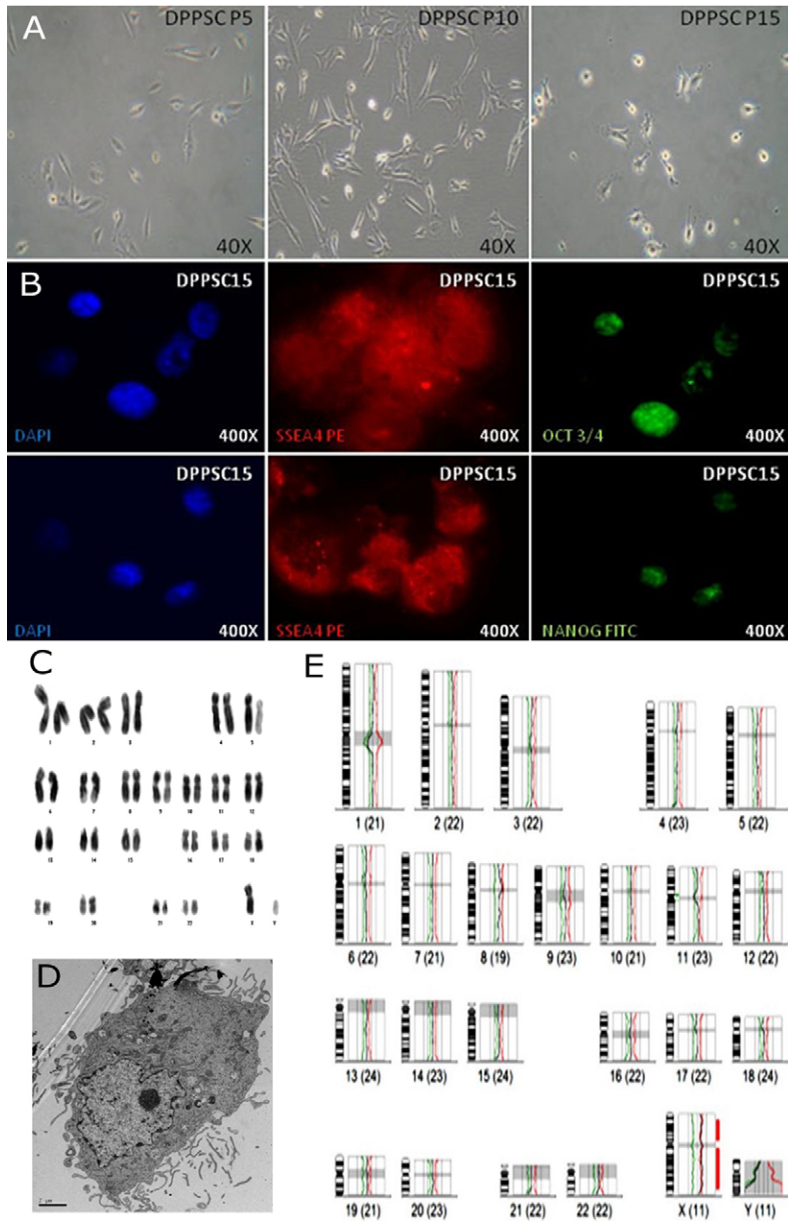 A
DPPSC P5
DPPSC P10
DPPSC P15
40X
40X
40X
B
DPPSC15
DPPSC15
DPPSC15
DAPI
400X
SSEA4 PE
400X
OCT 3/4
400X
DPPSC15
DPPSC15
DPPSC15
DAPI
400X
SSEA4 PE
400X
NANOG FITC
400X
C
1 2 3 4 5
6 7 8 9 10 11 12
13 14 15 16 17 18
19 20 21 22 X Y
D
E
1 (21) 2 (22) 3 (22) 4 (23) 5 (22)
6 (22) 7 (21) 8 (19) 9 (23) 10 (21) 11 (23) 12 (22)
13 (24) 14 (23) 15 (24) 16 (22) 17 (22) 18 (24)
19 (21) 20 (23) 21 (22) 22 (22) X (11) Y (11)